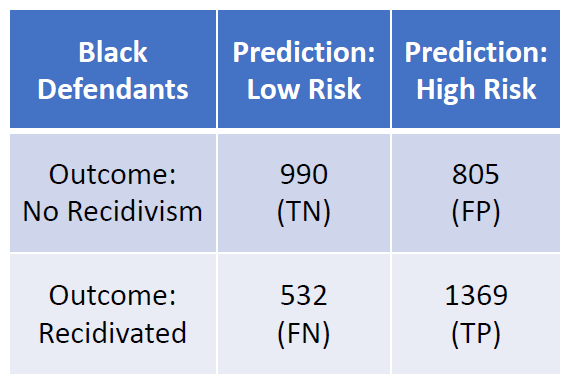 Black
Defendants
Prediction:
Low Risk
Prediction:
High Risk
Outcome:
No Recidivism
990
(TN)
805
(FP)
Outcome:
Recidivated
532
(FN)
1369
(TP)